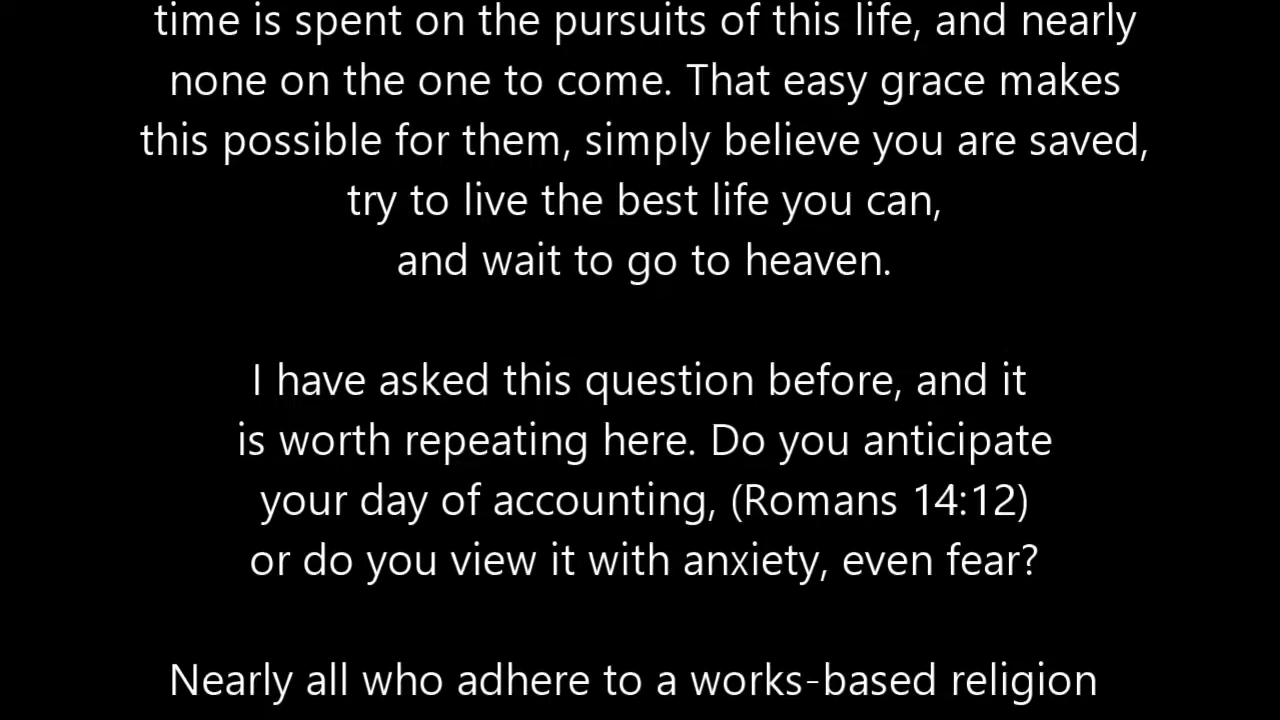 time is spent on the pursuits of this life, and nearly
none on the one to come. That easy grace makes
this possible for them, simply believe you are saved,
try to live the best life you can,
and wait to go to heaven.
I have asked this question before, and it
is worth repeating here. Do you anticipate
your day of accounting, (Romans 14:12)
or do you view it with anxiety, even fear?
Nearly all who adhere to a works-based religion